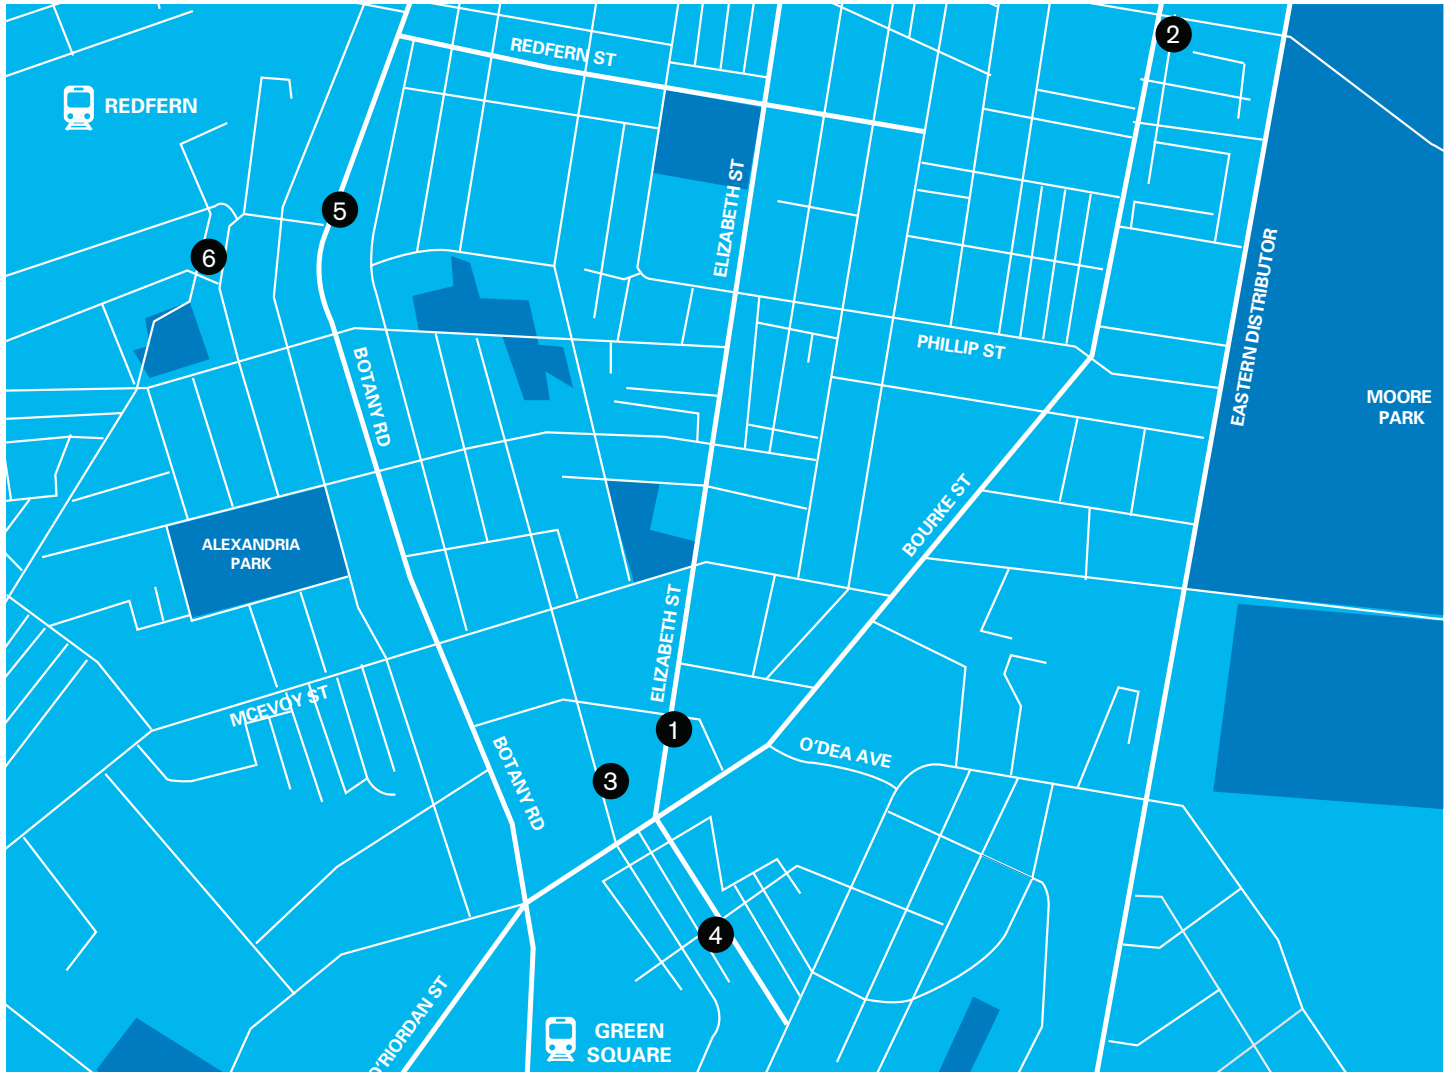 2
REDFERN ST
REDFERN
5
ELIZABETH ST
6
EASTERN DISTRIBUTOR
PHILLIP ST
BOTANY RD
MOORE
PARK
BOURKE ST
ALEXANDRIA
PARK
ELIZABETH ST
MCEVOY ST
1
O'DEA AVE
3
BOTANY RD
4
O'RIORDAN ST
GREEN
SQUARE